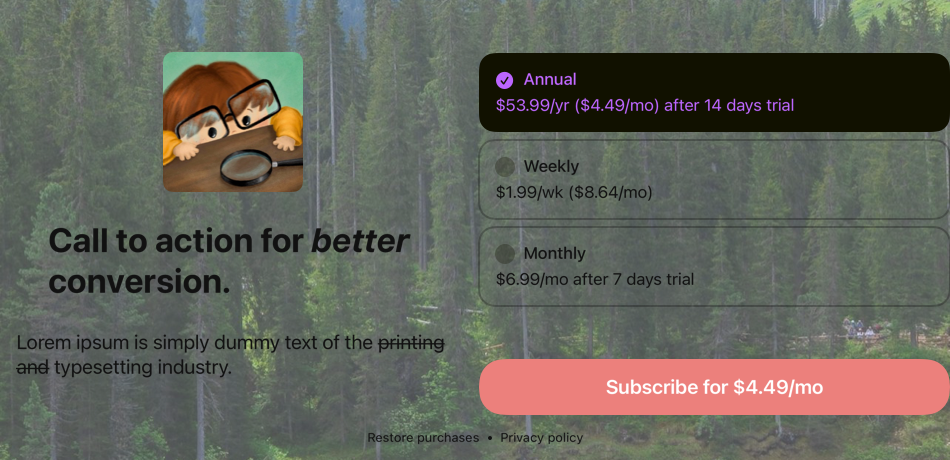 Call to action for better
conversion.
Lorem ipsum is simply dummy text of the printing
and typesetting industry.
Annual
$53.99/yr ($4.49/mo) after 14 days trial
Weekly
$1.99/wk ($8.64/mo)
Monthly
$6.99/mo after 7 days trial
Subscribe for $4.49/mo
Restore purchases • Privacy policy